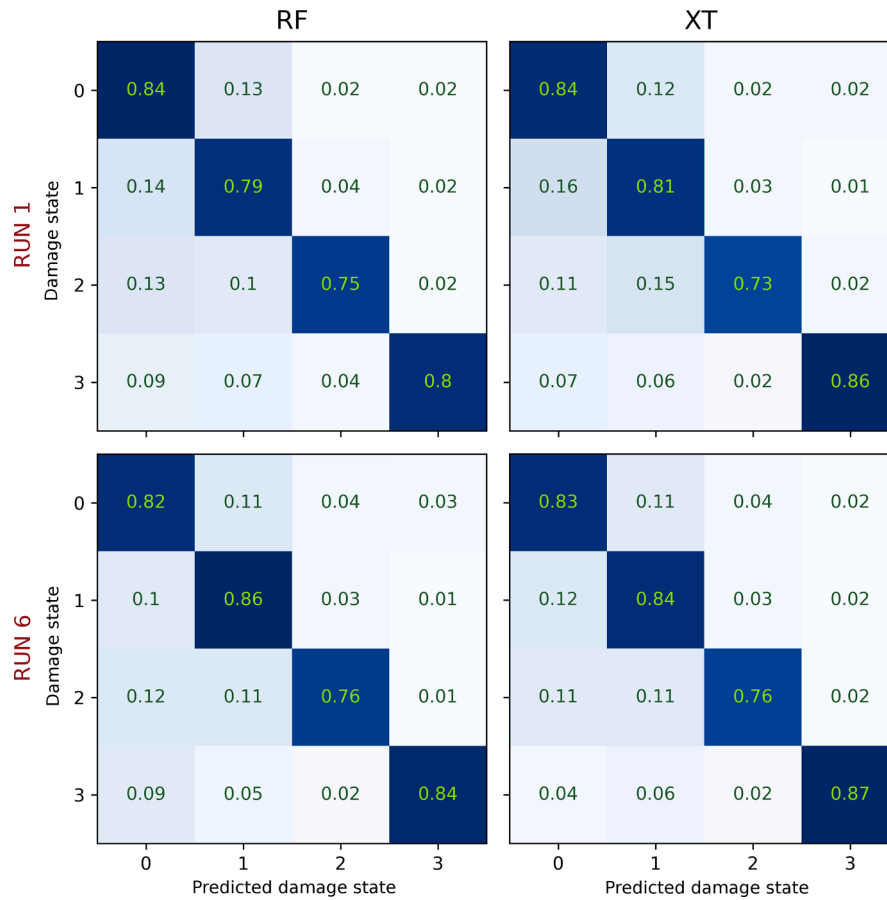 RF XT
RUN 1
Damage state
0 0.84 0.13 0.02 0.02 0.84 0.12 0.02 0.02
1 0.14 0.79 0.04 0.02 0.16 0.81 0.03 0.01
2 0.13 0.1 0.75 0.02 0.11 0.15 0.73 0.02
3 0.09 0.07 0.04 0.8 0.07 0.06 0.02 0.86
RUN 6
Damage state
0 0.82 0.11 0.04 0.03 0.83 0.11 0.04 0.02
1 0.1 0.86 0.03 0.01 0.12 0.84 0.03 0.02
2 0.12 0.11 0.76 0.01 0.11 0.11 0.76 0.02
3 0.09 0.05 0.02 0.84 0.04 0.06 0.02 0.87
0 1 2 3 0 1 2 3
Predicted damage state Predicted damage state